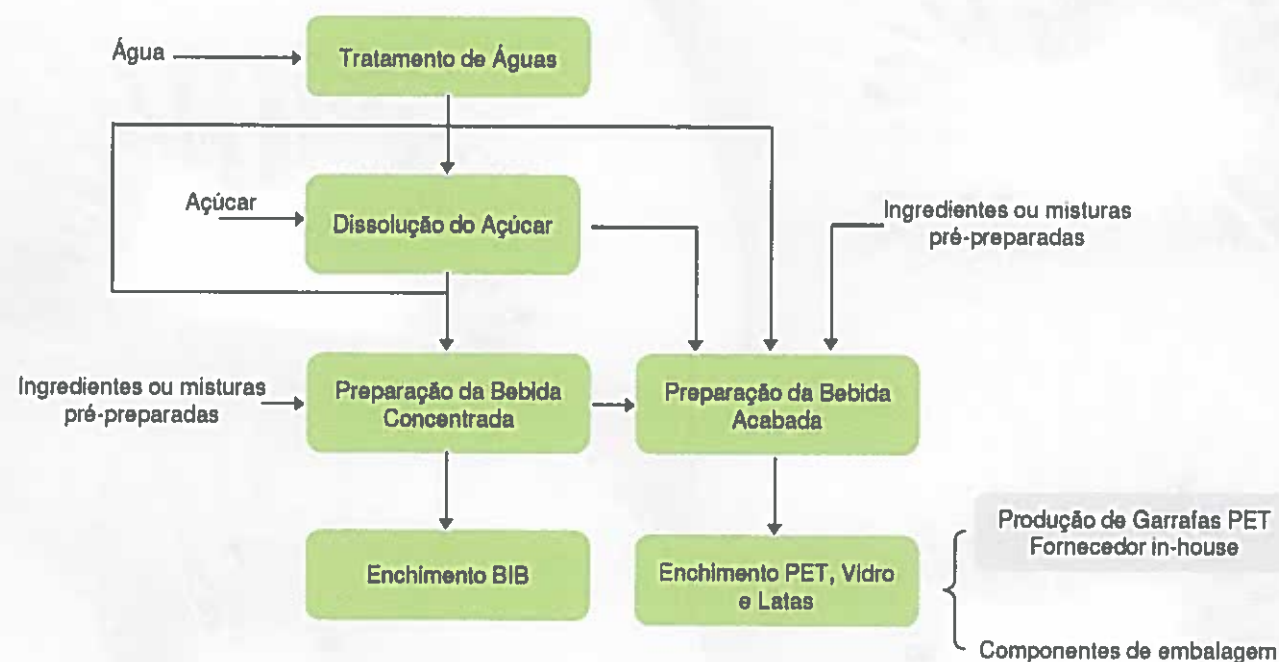 Água
Tratamento de Águas
Açúcar
Dissolução do Açúcar
Ingredientes ou misturas
pré-preparadas
Ingredientes ou misturas
pré-preparadas
Preparação da Bebida
Concentrada
Preparação da Bebida
Acabada
Enchimento BIB
Enchimento PET, Vidro
e Latas
Produção de Garrafas PET
Fornecedor in-house
Componentes de embalagem